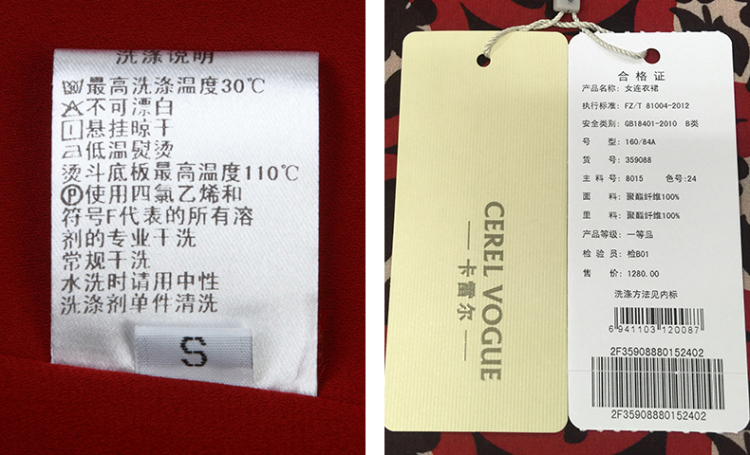 洗涤说明
最高洗涤温度30℃
不可漂白
悬挂晾干
低温熨烫
熨斗底板最高温度110℃
P使用四氯乙烯和
符号F代表的所有溶
剂的专业干洗
常规干洗
水洗时请用中性
洗涤剂单件清洗
S
CEREL VOGUE
卡蕾尔
合格证
产品名称: 女连衣裙
执行标准: FZ/T 81004-2012
安全类别: GB18401-2010 B类
号 型: 160/84A
货 号: 359088
主料号: 8015 色号:24
面 料: 聚酯纤维100%
里 料: 聚酯纤维100%
产品等级: 一等品
检验员: 检B01
售 价: 1280.00
洗涤方法见内标
6 941103 120087
2F35908880152402
2F35908880152402